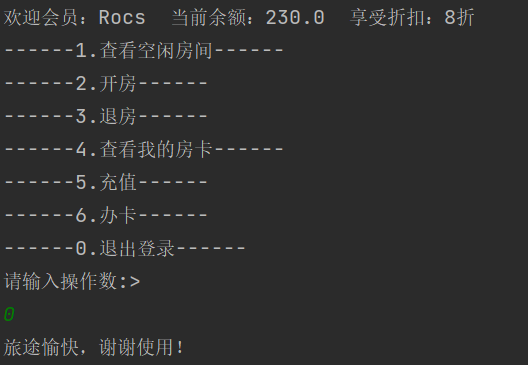 欢迎会员：Rocs  当前余额：230.0  享受折扣：8折
------1.查看空闲房间------
------2.开房------
------3.退房------
------4.查看我的房卡------
------5.充值------
------6.办卡------
------0.退出登录------
请输入操作数:>
0
旅途愉快，谢谢使用！